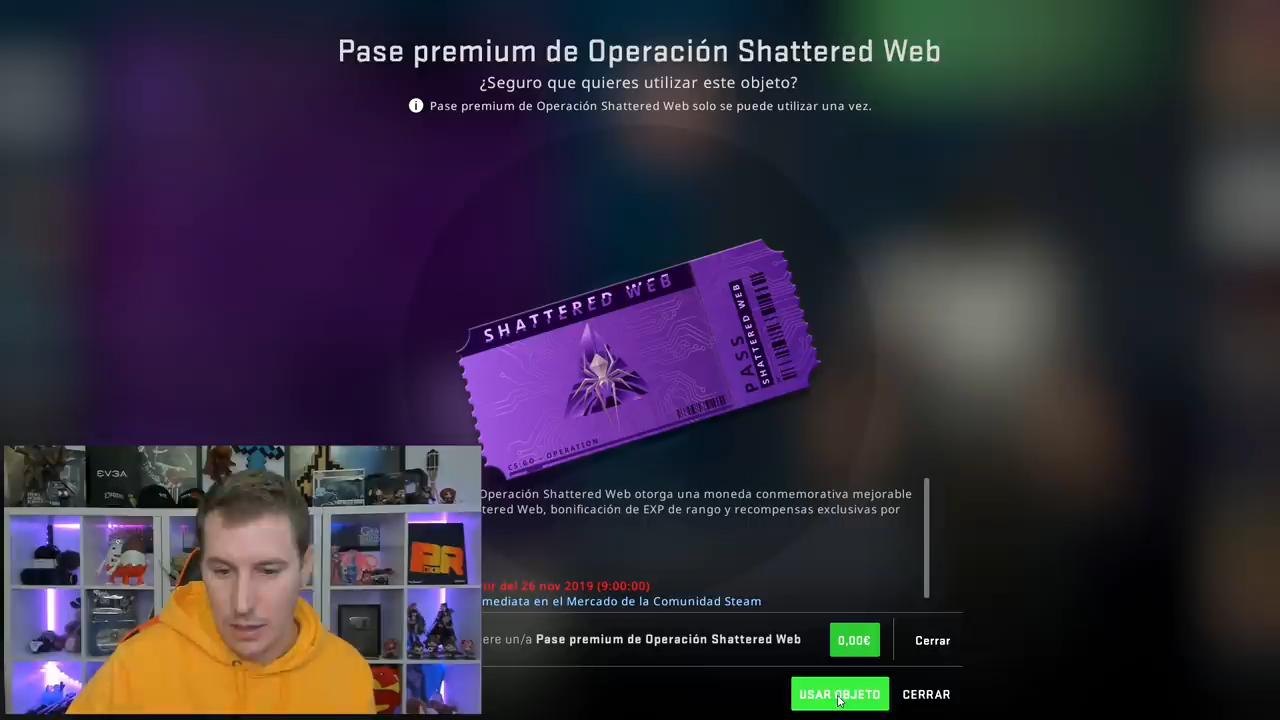 Pase premium de Operación Shattered Web
¿Seguro que quieres utilizar este objeto?
Pase premium de Operación Shattered Web solo se puede utilizar una vez.
SHATTERED WEB
PASS
SHATTERED WEB
CS:GO - OPERATION
Operación Shattered Web otorga una moneda conmemorativa mejorable
tered Web, bonificación de EXP de rango y recompensas exclusivas por
tir del 26 nov 2019 (9:00:00)
mediata en el Mercado de la Comunidad Steam
ere un/a Pase premium de Operación Shattered Web
0,00€
Cerrar
USAR OBJETO
CERRAR
EVGA